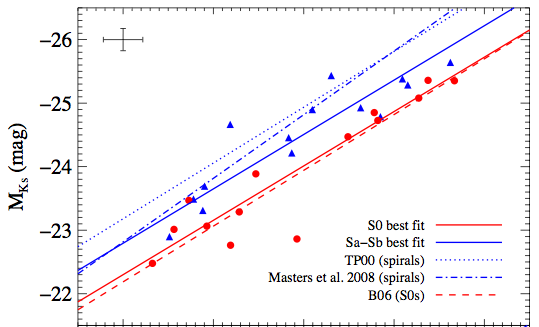 M_Ks (mag)
−26
−25
−24
−23
−22
S0 best fit
Sa−Sb best fit
TP00 (spirals)
Masters et al. 2008 (spirals)
B06 (S0s)